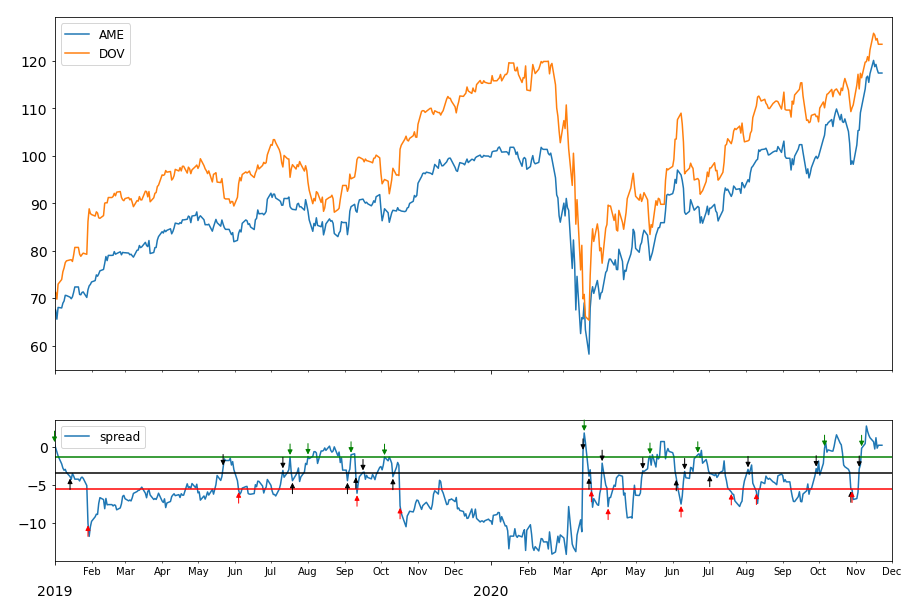 AME
DOV
120
110
100
90
80
70
60
spread
0
−5
−10
Feb Mar Apr May Jun Jul Aug Sep Oct Nov Dec Feb Mar Apr May Jun Jul Aug Sep Oct Nov Dec
2019 2020